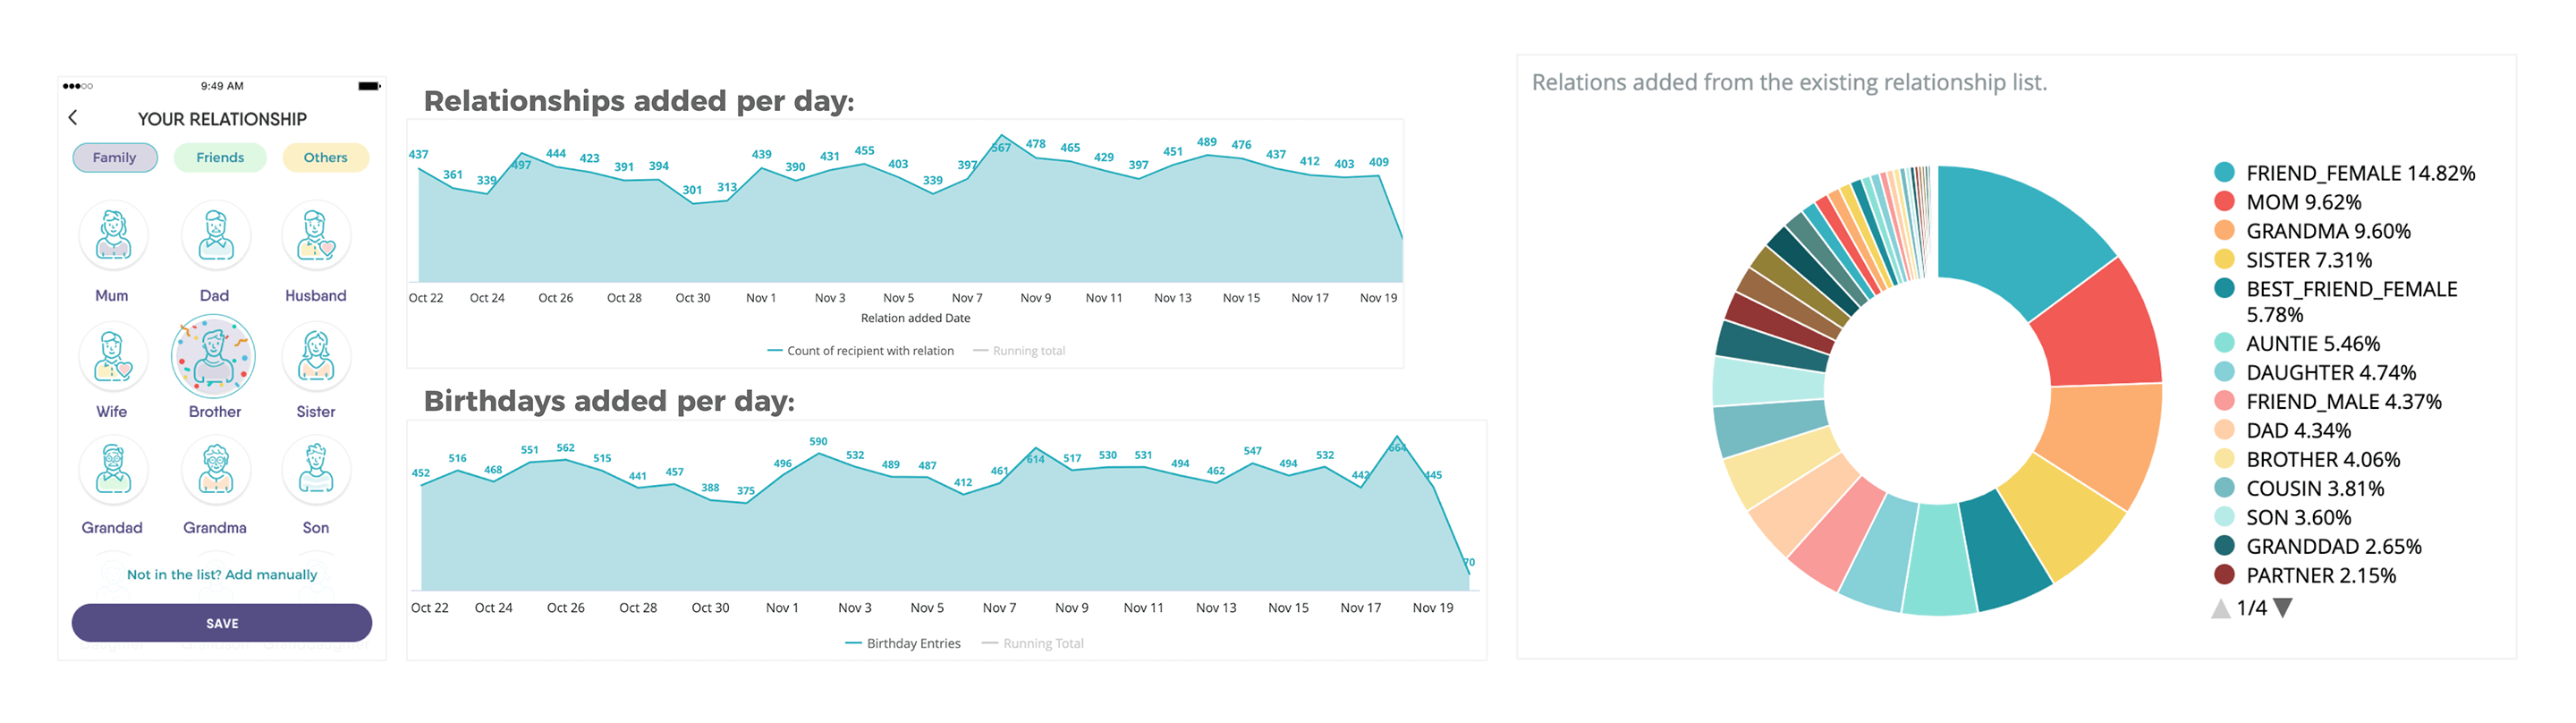 9:49 AM
YOUR RELATIONSHIP
Family Friends Others
Mum Dad Husband
Wife Brother Sister
Grandad Grandma Son
Not in the list? Add manually
SAVE
Relationships added per day:
437 361 339 497 444 423 391 394 301 313 439 390 431 455 403 339 397 567 478 465 429 397 451 489 476 437 412 403 409
Oct 22 Oct 24 Oct 26 Oct 28 Oct 30 Nov 1 Nov 3 Nov 5 Nov 7 Nov 9 Nov 11 Nov 13 Nov 15 Nov 17 Nov 19
Relation added Date
Count of recipient with relation Running total
Birthdays added per day:
452 516 468 551 562 515 441 457 388 375 496 590 532 489 487 412 461 614 517 530 531 494 462 547 494 532 442 664 445 70
Oct 22 Oct 24 Oct 26 Oct 28 Oct 30 Nov 1 Nov 3 Nov 5 Nov 7 Nov 9 Nov 11 Nov 13 Nov 15 Nov 17 Nov 19
Birthday Entries Running Total
Relations added from the existing relationship list.
FRIEND_FEMALE 14.82%
MOM 9.62%
GRANDMA 9.60%
SISTER 7.31%
BEST_FRIEND_FEMALE
5.78%
AUNTIE 5.46%
DAUGHTER 4.74%
FRIEND_MALE 4.37%
DAD 4.34%
BROTHER 4.06%
COUSIN 3.81%
SON 3.60%
GRANDDAD 2.65%
PARTNER 2.15%
1/4